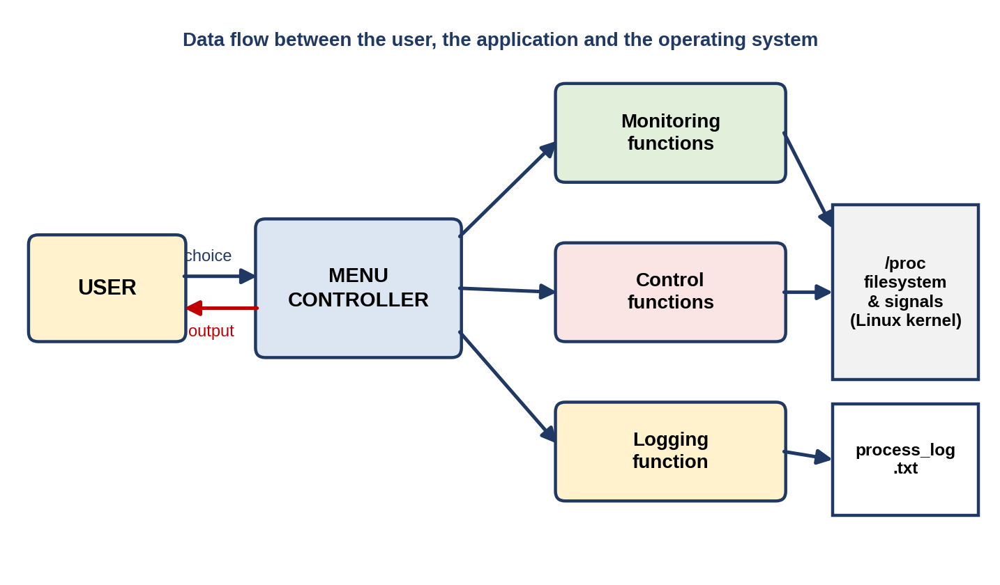 Data flow between the user, the application and the operating system
Monitoring
functions
choice
USER
output
MENU
CONTROLLER
Control
functions
/proc
filesystem
& signals
(Linux kernel)
Logging
function
process_log
.txt